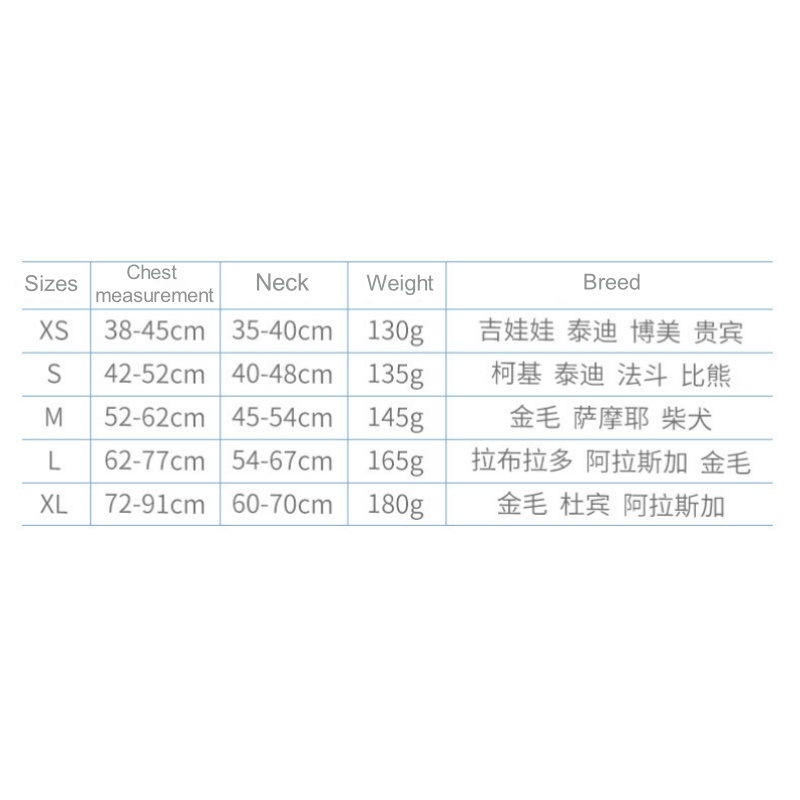 Sizes Chest measurement Neck Weight Breed
XS 38-45cm 35-40cm 130g 吉娃娃 泰迪 博美 贵宾
S 42-52cm 40-48cm 135g 柯基 泰迪 法斗 比熊
M 52-62cm 45-54cm 145g 金毛 萨摩耶 柴犬
L 62-77cm 54-67cm 165g 拉布拉多 阿拉斯加 金毛
XL 72-91cm 60-70cm 180g 金毛 杜宾 阿拉斯加